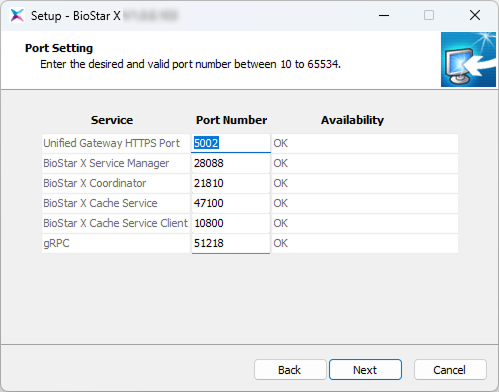 Setup - BioStar X
Port Setting
Enter the desired and valid port number between 10 to 65534.
Service Port Number Availability
Unified Gateway HTTPS Port 5002 OK
BioStar X Service Manager 28088 OK
BioStar X Coordinator 21810 OK
BioStar X Cache Service 47100 OK
BioStar X Cache Service Client 10800 OK
gRPC 51218 OK
Back Next Cancel